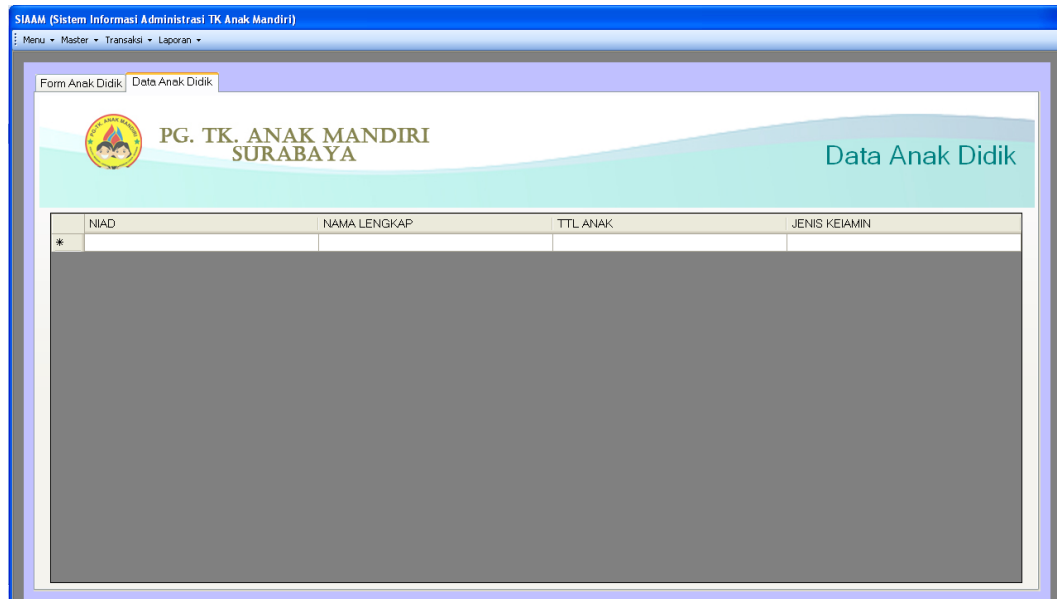 SIAAM (Sistem Informasi Administrasi TK Anak Mandiri)
Menu Master Transaksi Laporan
Form Anak Didik Data Anak Didik
PG. TK. ANAK MANDIRI
SURABAYA
Data Anak Didik
NIAD NAMA LENGKAP TTL ANAK JENIS KEIAMIN
*